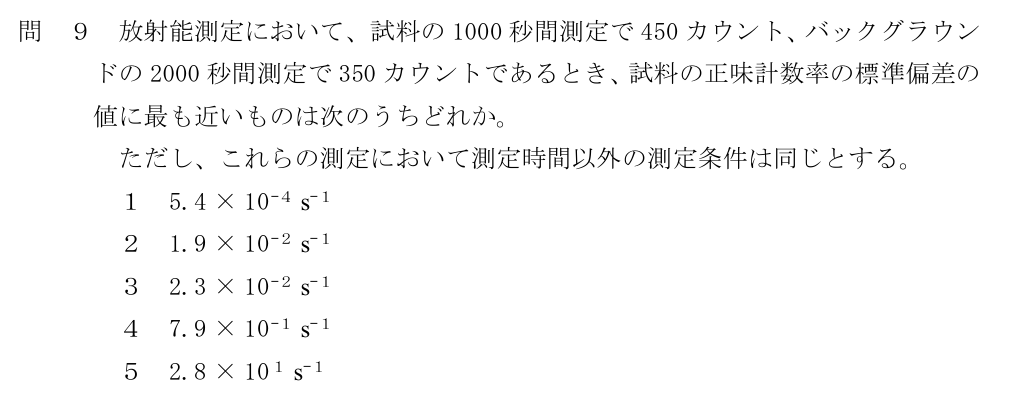 問 9 放射能測定において、試料の 1000 秒間測定で 450 カウント、バックグラウン
ドの 2000 秒間測定で 350 カウントであるとき、試料の正味計数率の標準偏差の
値に最も近いものは次のうちどれか。
ただし、これらの測定において測定時間以外の測定条件は同じとする。
1 5.4 × 10⁻⁴ s⁻¹
2 1.9 × 10⁻² s⁻¹
3 2.3 × 10⁻² s⁻¹
4 7.9 × 10⁻¹ s⁻¹
5 2.8 × 10¹ s⁻¹